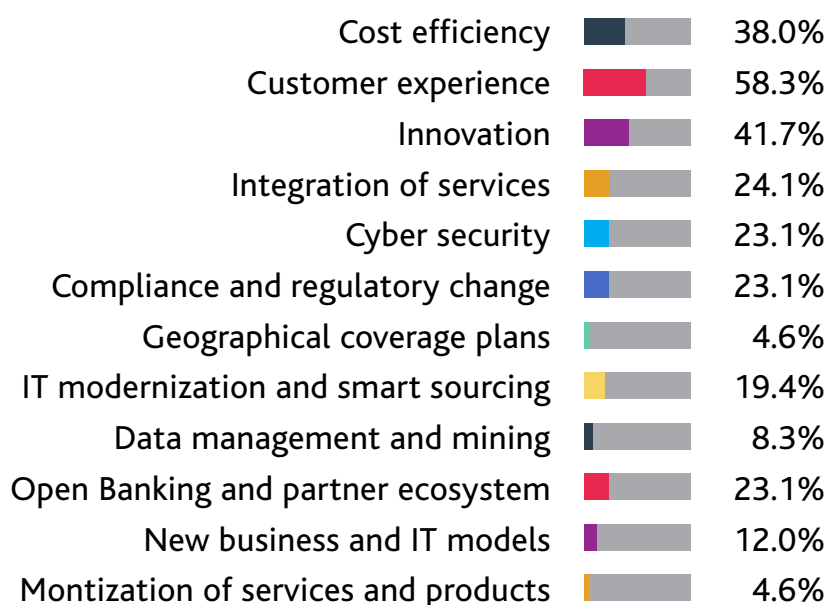 Cost efficiency 38.0%
Customer experience 58.3%
Innovation 41.7%
Integration of services 24.1%
Cyber security 23.1%
Compliance and regulatory change 23.1%
Geographical coverage plans 4.6%
IT modernization and smart sourcing 19.4%
Data management and mining 8.3%
Open Banking and partner ecosystem 23.1%
New business and IT models 12.0%
Montization of services and products 4.6%